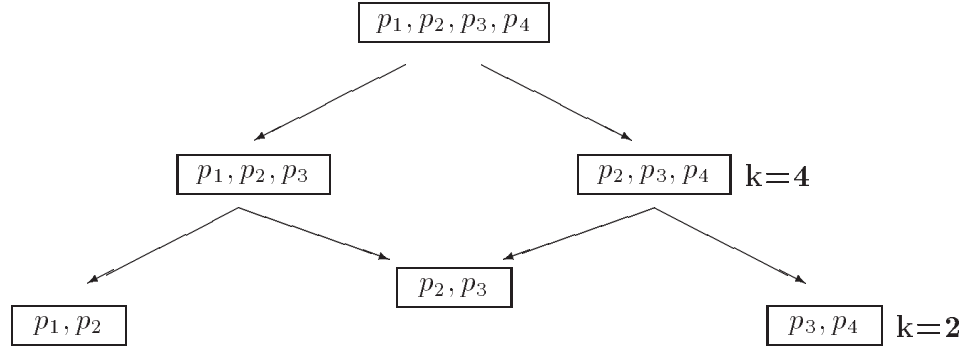 p₁, p₂, p₃, p₄
p₁, p₂, p₃
p₂, p₃, p₄
k=4
p₂, p₃
p₁, p₂
p₃, p₄
k=2